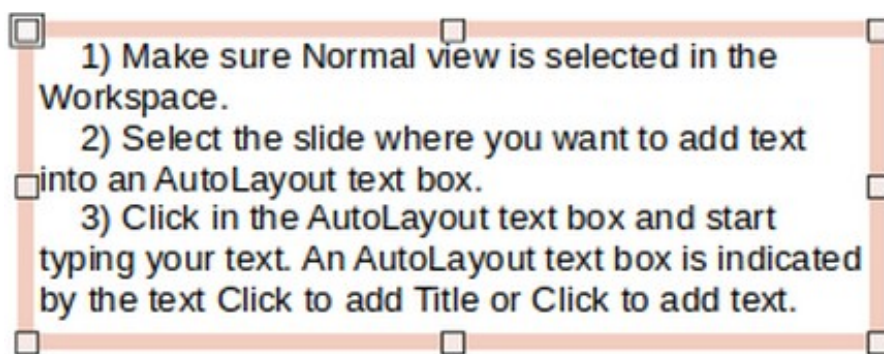 1) Make sure Normal view is selected in the
Workspace.
2) Select the slide where you want to add text
into an AutoLayout text box.
3) Click in the AutoLayout text box and start
typing your text. An AutoLayout text box is indicated
by the text Click to add Title or Click to add text.